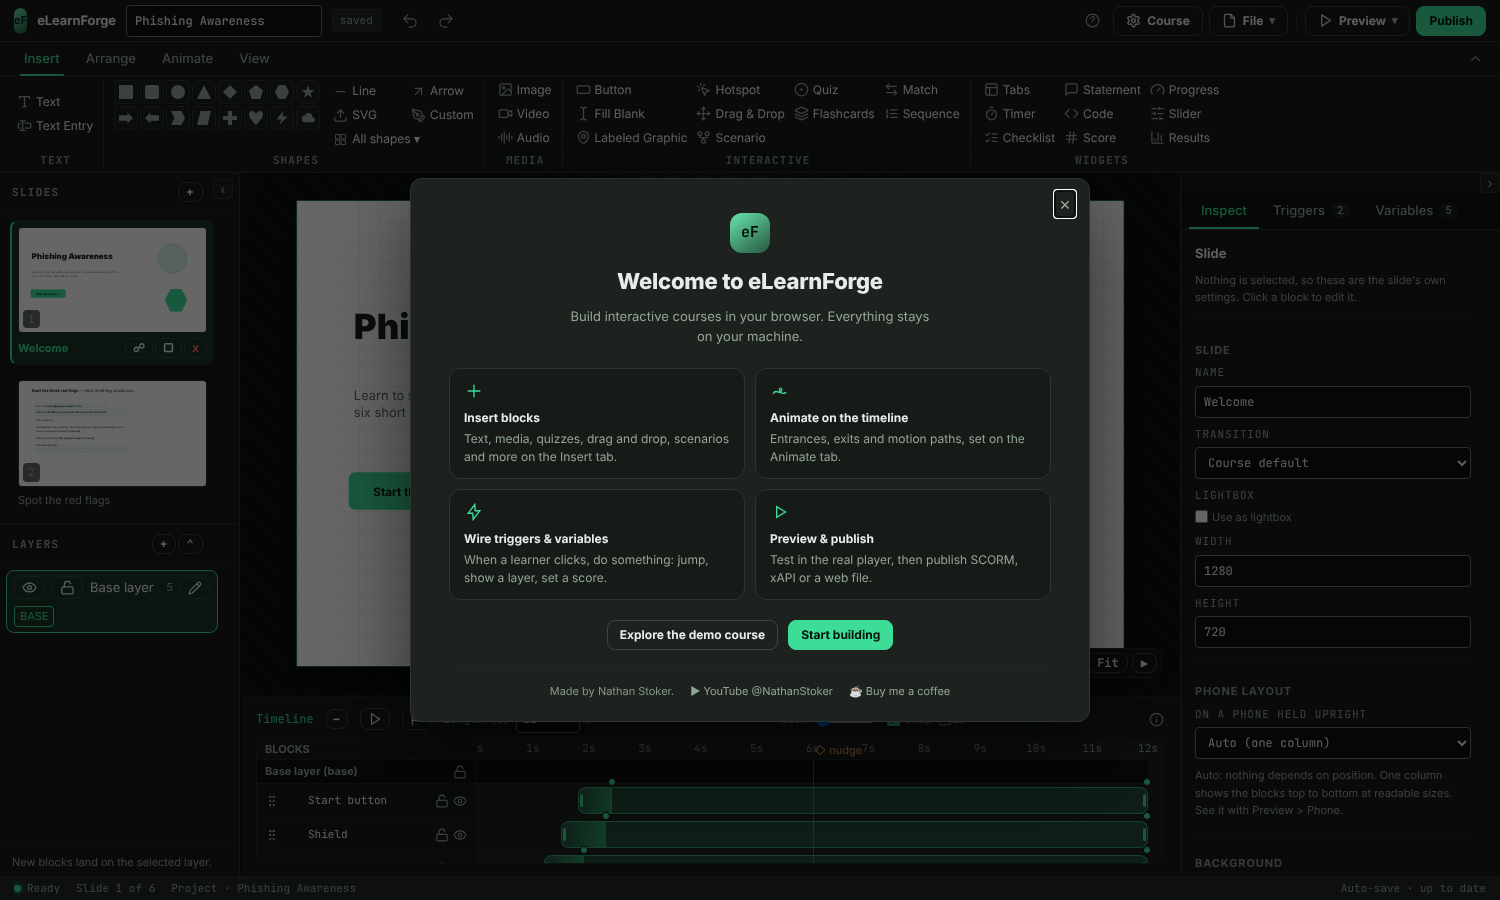 eF eLearnForge Phishing Awareness saved Course File ▾ Preview ▾ Publish
Insert Arrange Animate View
Text
Text Entry
TEXT
Line Arrow
SVG Custom
All shapes ▾
SHAPES
Image
Video
Audio
MEDIA
Button Hotspot Quiz Match
Fill Blank Drag & Drop Flashcards Sequence
Labeled Graphic Scenario
INTERACTIVE
Tabs Statement Progress
Timer Code Slider
Checklist Score Results
WIDGETS
SLIDES +
Phishing Awareness
1
Welcome x
2
Spot the red flags
LAYERS + ^
Base layer 5
BASE
New blocks land on the selected layer.
Phi
Learn to
six short
Start t
eF
Welcome to eLearnForge
Build interactive courses in your browser. Everything stays
on your machine.
Insert blocks
Text, media, quizzes, drag and drop, scenarios
and more on the Insert tab.
Animate on the timeline
Entrances, exits and motion paths, set on the
Animate tab.
Wire triggers & variables
When a learner clicks, do something: jump,
show a layer, set a score.
Preview & publish
Test in the real player, then publish SCORM,
xAPI or a web file.
Explore the demo course Start building
Made by Nathan Stoker. ▶ YouTube @NathanStoker ☕ Buy me a coffee
Fit ▶
Timeline −
BLOCKS s 1s 2s 3s 4s 5s 6s nudge 7s 8s 9s 10s 11s 12s
Base layer (base)
Start button
Shield
Inspect Triggers 2 Variables 5
Slide
Nothing is selected, so these are the slide's own
settings. Click a block to edit it.
SLIDE
NAME
Welcome
TRANSITION
Course default
LIGHTBOX
Use as lightbox
WIDTH
1280
HEIGHT
720
PHONE LAYOUT
ON A PHONE HELD UPRIGHT
Auto (one column)
Auto: nothing depends on position. One column
shows the blocks top to bottom at readable sizes.
See it with Preview > Phone.
BACKGROUND
Ready Slide 1 of 6 Project · Phishing Awareness Auto-save · up to date